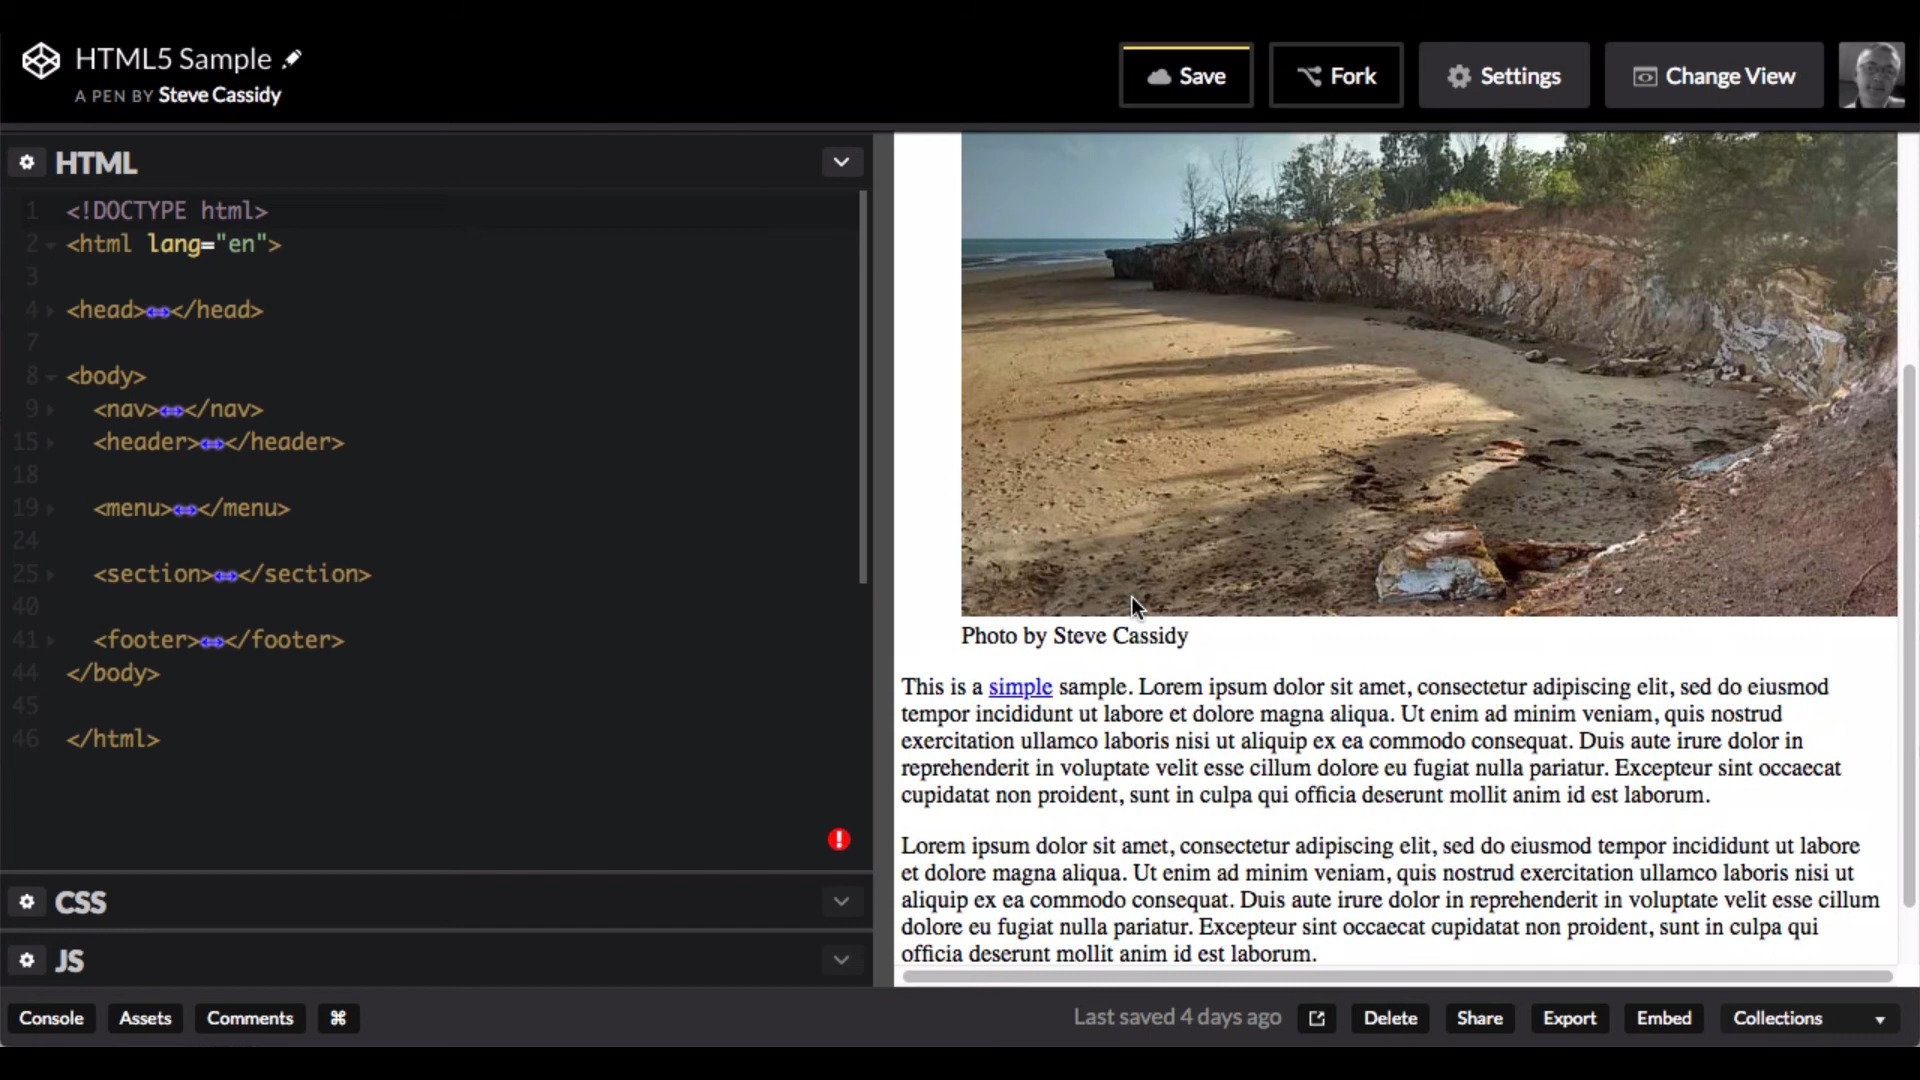 HTML5 Sample
A PEN BY Steve Cassidy
Save
Fork
Settings
Change View
HTML
1 <!DOCTYPE html>
2 <html lang="en">
3
4 <head></head>
7
8 <body>
9 <nav></nav>
15 <header></header>
18
19 <menu></menu>
24
25 <section></section>
40
41 <footer></footer>
44 </body>
45
46 </html>
CSS
JS
Photo by Steve Cassidy
This is a simple sample. Lorem ipsum dolor sit amet, consectetur adipiscing elit, sed do eiusmod
tempor incididunt ut labore et dolore magna aliqua. Ut enim ad minim veniam, quis nostrud
exercitation ullamco laboris nisi ut aliquip ex ea commodo consequat. Duis aute irure dolor in
reprehenderit in voluptate velit esse cillum dolore eu fugiat nulla pariatur. Excepteur sint occaecat
cupidatat non proident, sunt in culpa qui officia deserunt mollit anim id est laborum.
Lorem ipsum dolor sit amet, consectetur adipiscing elit, sed do eiusmod tempor incididunt ut labore
et dolore magna aliqua. Ut enim ad minim veniam, quis nostrud exercitation ullamco laboris nisi ut
aliquip ex ea commodo consequat. Duis aute irure dolor in reprehenderit in voluptate velit esse cillum
dolore eu fugiat nulla pariatur. Excepteur sint occaecat cupidatat non proident, sunt in culpa qui
officia deserunt mollit anim id est laborum.
Console
Assets
Comments
⌘
Last saved 4 days ago
Delete
Share
Export
Embed
Collections